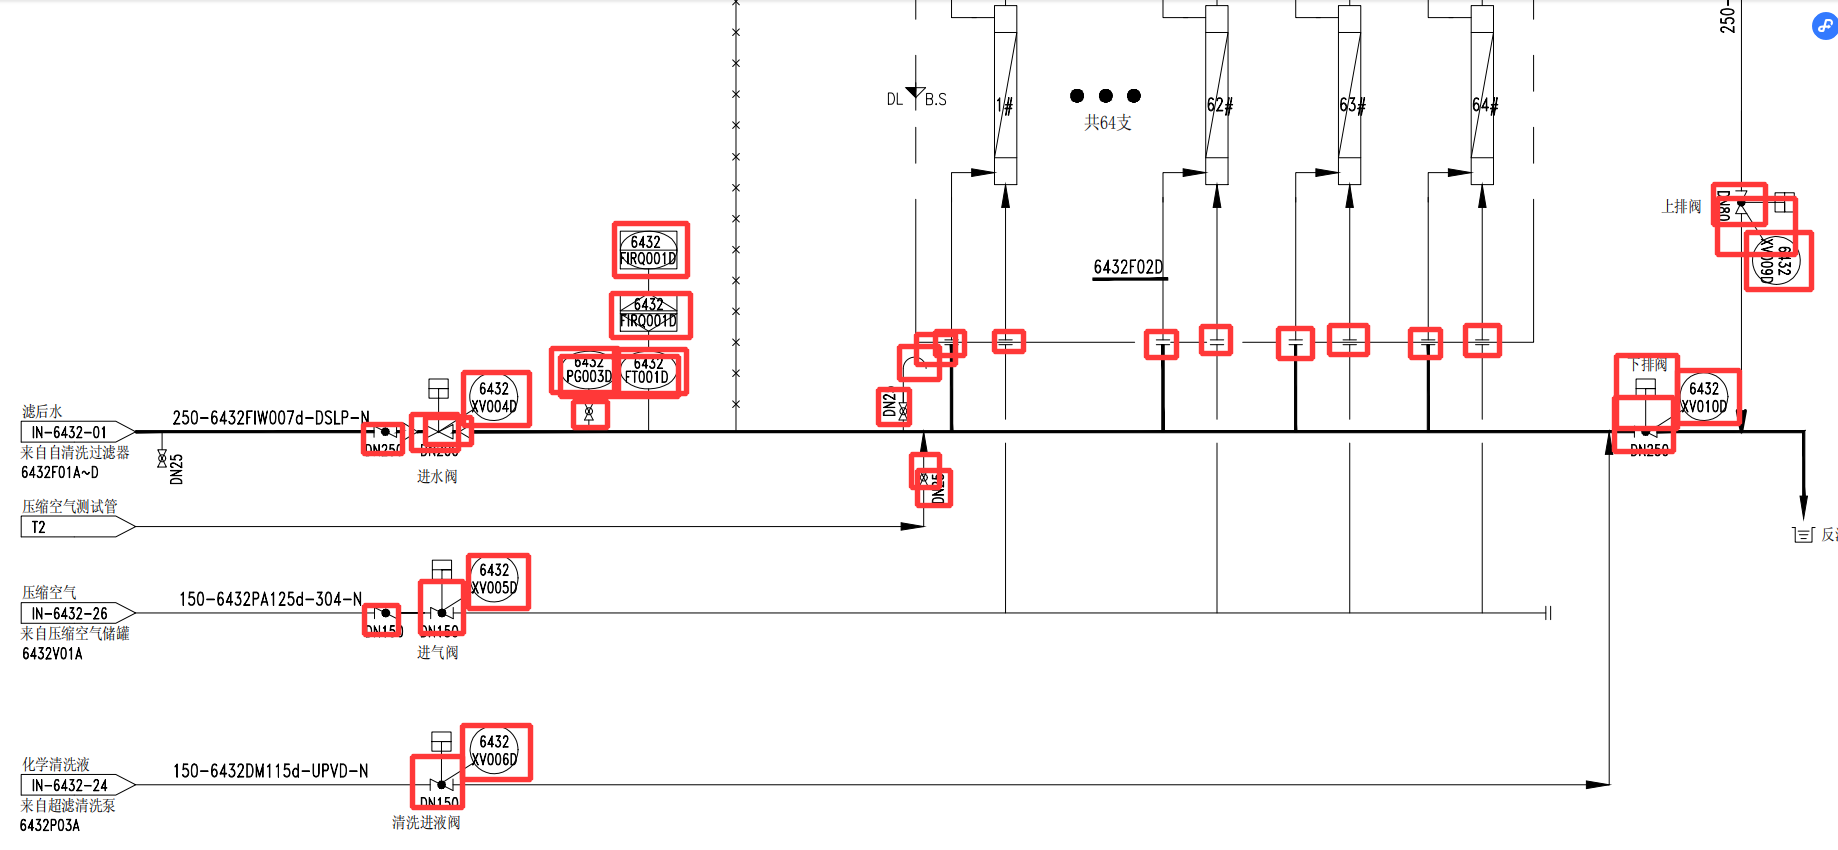 250-
DL
B.S
1#
62#
63#
64#
共64支
上排阀
DN80
6432
XV009D
6432
FIRQ001D
6432
FIRQ001D
6432F02D
6432
PG003D
6432
FT001D
下排阀
6432
XV004D
6432
XV010D
滤后水
250-6432FIW007d-DSLP-N
IN-6432-01
DN250
DN250
来自自清洗过滤器
6432F01A~D
DN25
进水阀
DN25
DN250
压缩空气测试管
T2
反
压缩空气
150-6432PA125d-304-N
6432
XV005D
IN-6432-26
DN150
DN150
来自压缩空气储罐
6432V01A
进气阀
化学清洗液
150-6432DM115d-UPVD-N
6432
XV006D
IN-6432-24
DN150
来自超滤清洗泵
6432P03A
清洗进液阀